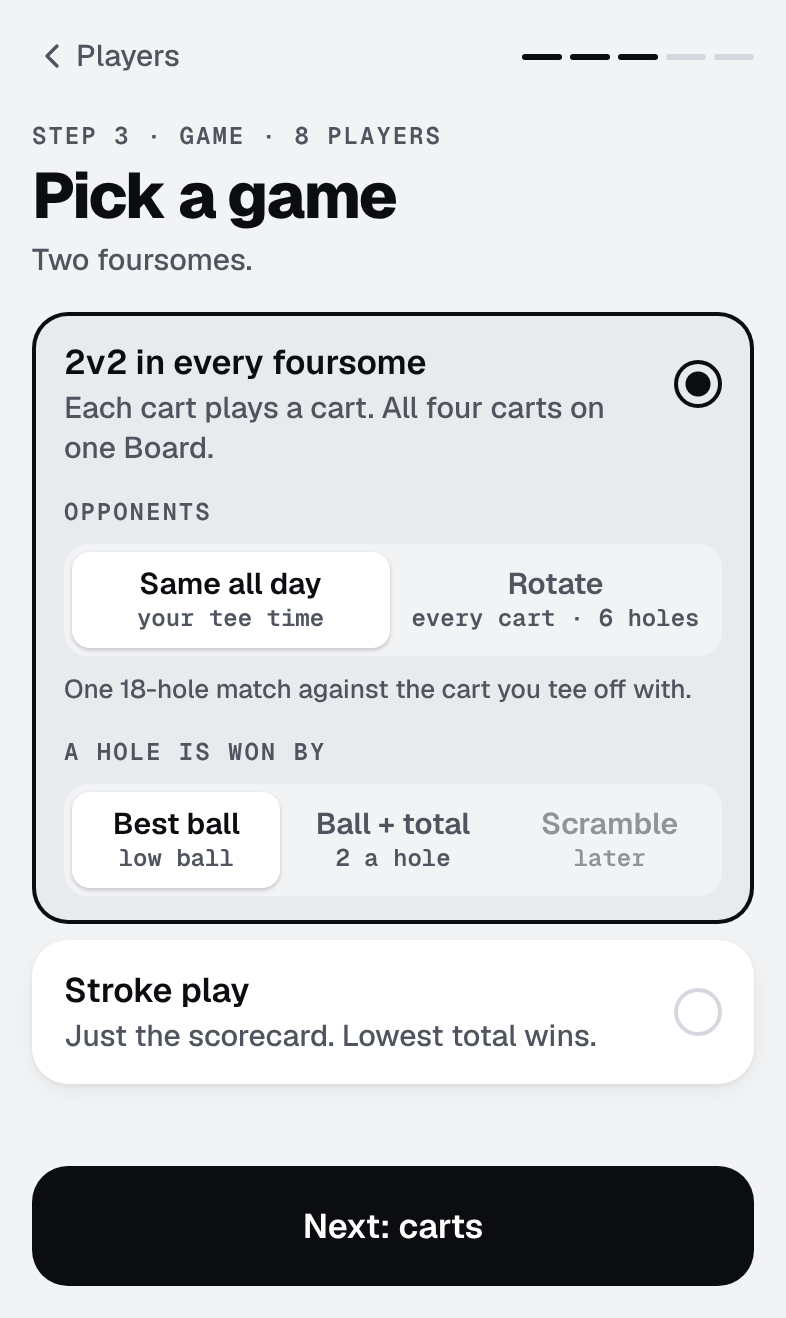 Players
STEP 3 · GAME · 8 PLAYERS
Pick a game
Two foursomes.
2v2 in every foursome
Each cart plays a cart. All four carts on
one Board.
OPPONENTS
Same all day
your tee time
Rotate
every cart · 6 holes
One 18-hole match against the cart you tee off with.
A HOLE IS WON BY
Best ball
low ball
Ball + total
2 a hole
Scramble
later
Stroke play
Just the scorecard. Lowest total wins.
Next: carts